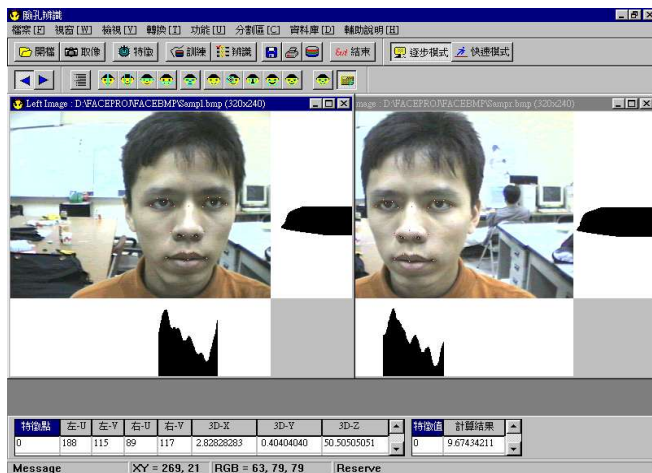 臉孔辨識
檔案[F] 視窗[W] 檢視[V] 轉換[T] 功能[U] 分割區[C] 資料庫[D] 輔助說明[H]
開檔 取像 特徵 訓練 辨識 Exit 結束 逐步模式 快速模式
Left Image : D:\FACEPROJ\FACEBMP\Sampl.bmp (320x240)
mage : D:\FACEPROJ\FACEBMP\Sampr.bmp (320x240)
特徵點 左-U 左-V 右-U 右-V 3D-X 3D-Y 3D-Z 特徵值 計算結果
0 188 115 89 117 2.82828283 0.40404040 50.50505051 0 9.67434211
Message XY = 269, 21 RGB = 63, 79, 79 Reserve